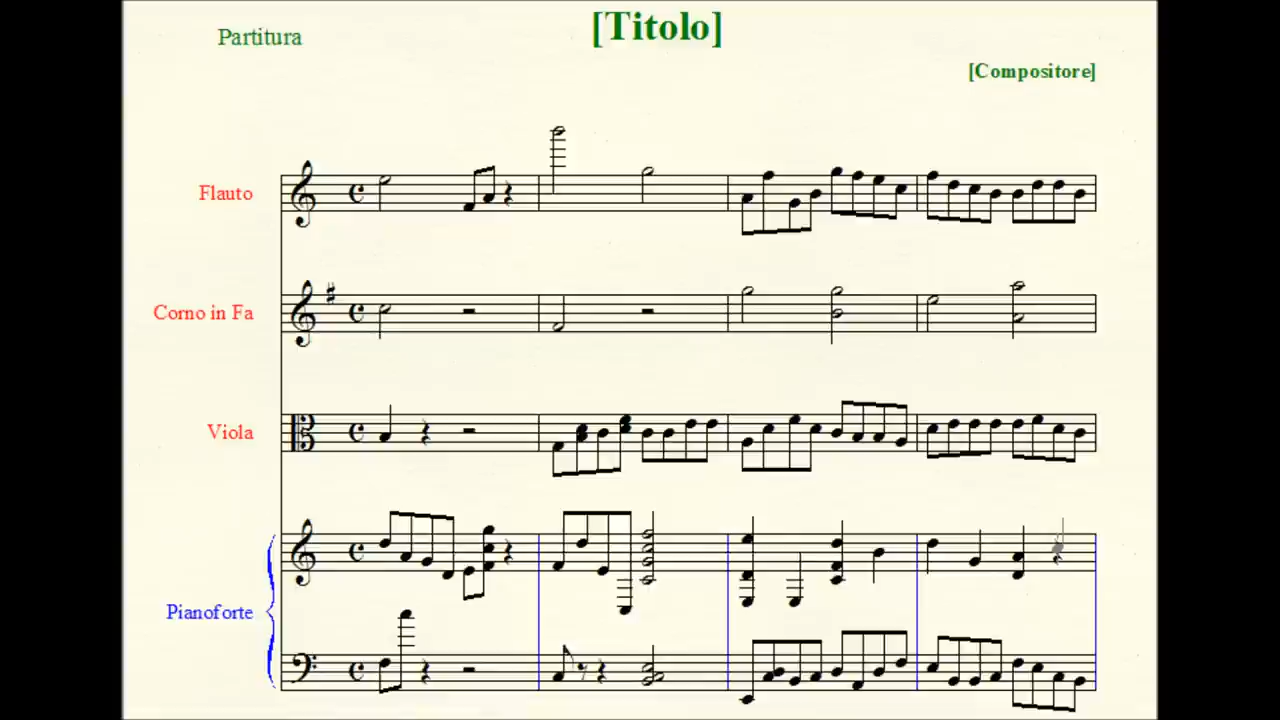 Partitura
[Titolo]
[Compositore]
Flauto
Corno in Fa
Viola
Pianoforte